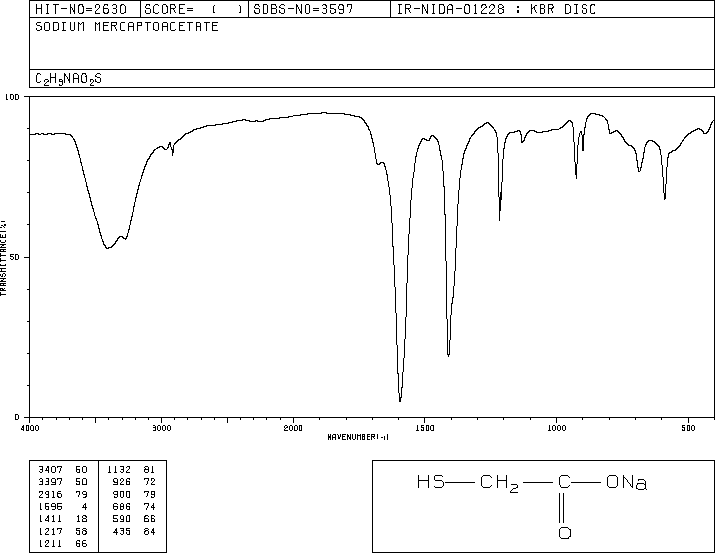 HIT-NO=2630 SCORE= ( ) SDBS-NO=3597 IR-NIDA-01228 : KBR DISC
SODIUM MERCAPTOACETATE
C2H3NAO2S
100
50
0
TRANSMITTANCE(%)
4000 3000 2000 1500 1000 500
WAVENUMBER(-1)
3407 60 1132 81
3397 50 926 72
2916 79 900 79
1595 4 686 74
1411 18 590 66
1217 58 435 84
1211 66
HS CH2 C ONa
O